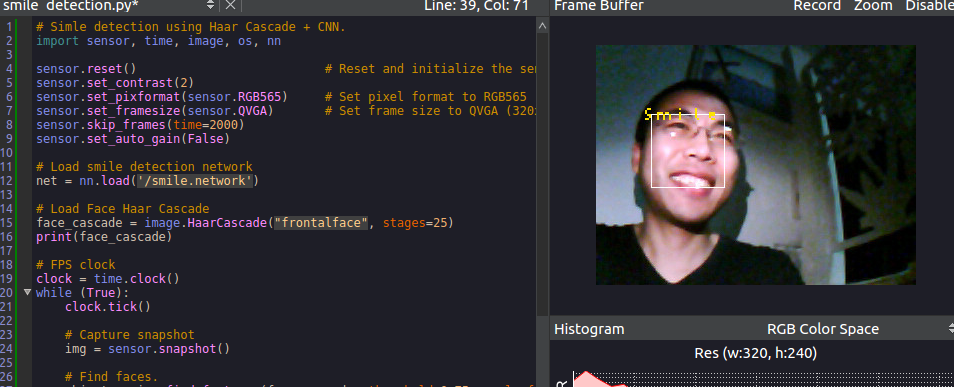 smile detection.py*
Line: 39, Col: 71
Frame Buffer
Record Zoom Disable
1 # Simle detection using Haar Cascade + CNN.
2 import sensor, time, image, os, nn
3
4 sensor.reset() # Reset and initialize the sen
5 sensor.set_contrast(2)
6 sensor.set_pixformat(sensor.RGB565) # Set pixel format to RGB565
7 sensor.set_framesize(sensor.QVGA) # Set frame size to QVGA (320x
8 sensor.skip_frames(time=2000)
9 sensor.set_auto_gain(False)
10
11 # Load smile detection network
12 net = nn.load('/smile.network')
13
14 # Load Face Haar Cascade
15 face_cascade = image.HaarCascade("frontalface", stages=25)
16 print(face_cascade)
17
18 # FPS clock
19 clock = time.clock()
20 while (True):
21 clock.tick()
22
23 # Capture snapshot
24 img = sensor.snapshot()
25
26 # Find faces.
Smile
Histogram
RGB Color Space
Res (w:320, h:240)
R